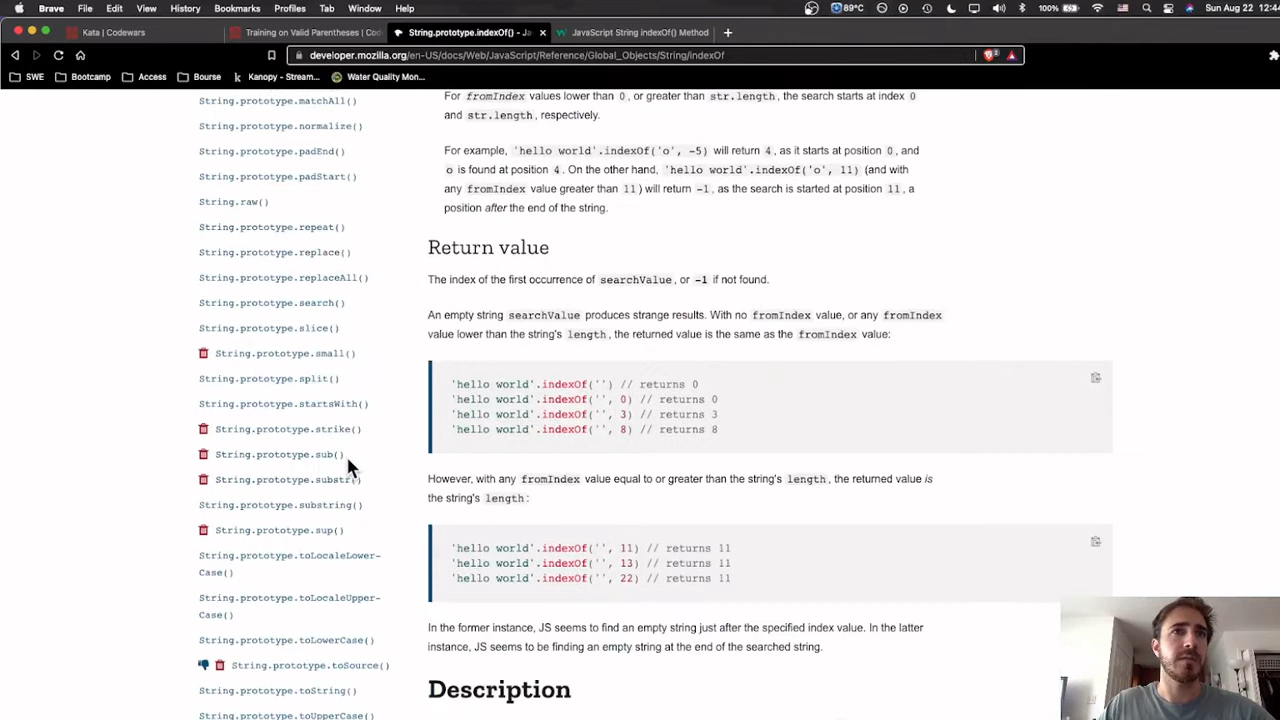 Brave File Edit View History Bookmarks Profiles Tab Window Help 89°C 100% Sun Aug 22 12:44
Kata | Codewars
Training on Valid Parentheses | Cod
String.prototype.indexOf() - Ja
JavaScript String indexOf() Method
developer.mozilla.org/en-US/docs/Web/JavaScript/Reference/Global_Objects/String/indexOf
SWE Bootcamp Access Bourse Kanopy - Stream... Water Quality Mon...
String.prototype.matchAll()
String.prototype.normalize()
String.prototype.padEnd()
String.prototype.padStart()
String.raw()
String.prototype.repeat()
String.prototype.replace()
String.prototype.replaceAll()
String.prototype.search()
String.prototype.slice()
String.prototype.small()
String.prototype.split()
String.prototype.startsWith()
String.prototype.strike()
String.prototype.sub()
String.prototype.substr()
String.prototype.substring()
String.prototype.sup()
String.prototype.toLocaleLower-
Case()
String.prototype.toLocaleUpper-
Case()
String.prototype.toLowerCase()
String.prototype.toSource()
String.prototype.toString()
String.prototype.toUpperCase()
For fromIndex values lower than 0, or greater than str.length, the search starts at index 0
and str.length, respectively.
For example, 'hello world'.indexOf('o', -5) will return 4, as it starts at position 0, and
o is found at position 4. On the other hand, 'hello world'.indexOf('o', 11) (and with
any fromIndex value greater than 11) will return -1, as the search is started at position 11, a
position after the end of the string.
Return value
The index of the first occurrence of searchValue, or -1 if not found.
An empty string searchValue produces strange results. With no fromIndex value, or any fromIndex
value lower than the string's length, the returned value is the same as the fromIndex value:
'hello world'.indexOf('') // returns 0
'hello world'.indexOf('', 0) // returns 0
'hello world'.indexOf('', 3) // returns 3
'hello world'.indexOf('', 8) // returns 8
However, with any fromIndex value equal to or greater than the string's length, the returned value is
the string's length:
'hello world'.indexOf('', 11) // returns 11
'hello world'.indexOf('', 13) // returns 11
'hello world'.indexOf('', 22) // returns 11
In the former instance, JS seems to find an empty string just after the specified index value. In the latter
instance, JS seems to be finding an empty string at the end of the searched string.
Description